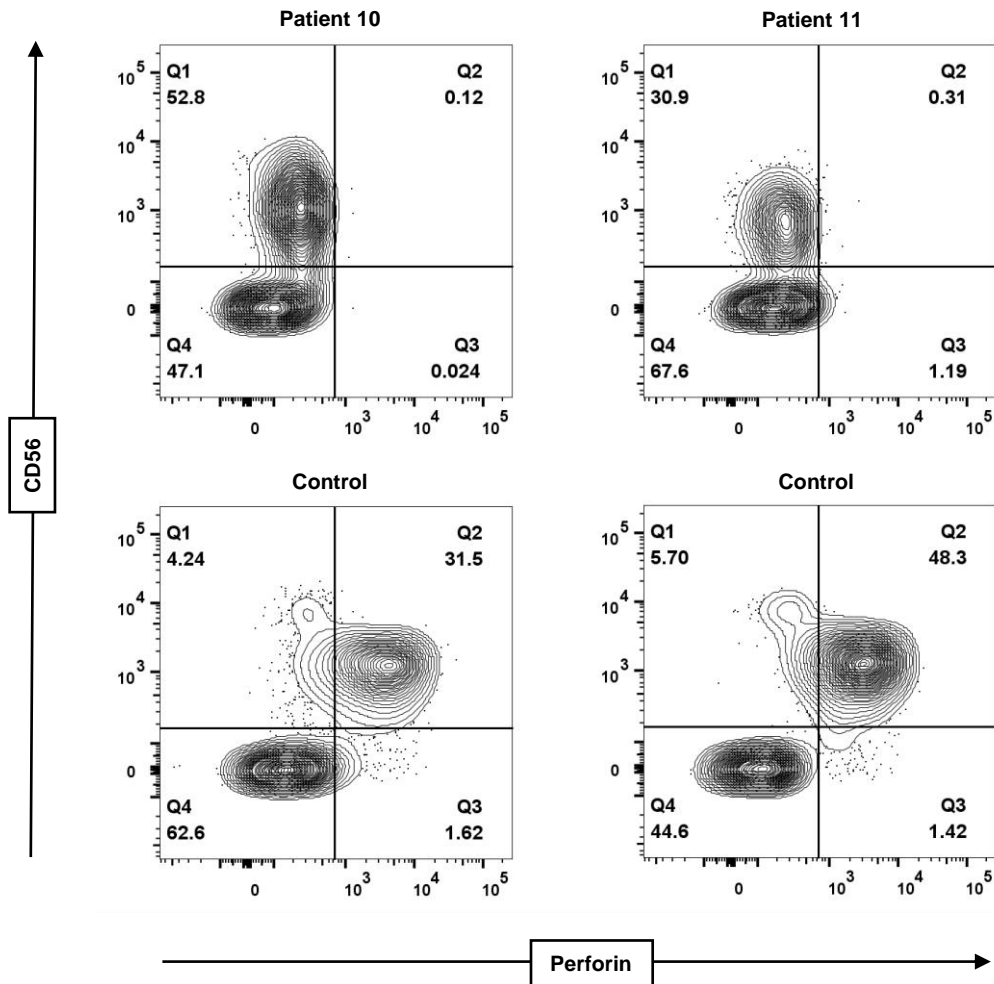 Patient 10
Patient 11
Q1
52.8
Q2
0.12
Q4
47.1
Q3
0.024
10^5
10^4
10^3
0
0
10^3
10^4
10^5
Q1
30.9
Q2
0.31
Q4
67.6
Q3
1.19
10^5
10^4
10^3
0
0
10^3
10^4
10^5
CD56
Control
Control
Q1
4.24
Q2
31.5
Q4
62.6
Q3
1.62
10^5
10^4
10^3
0
0
10^3
10^4
10^5
Q1
5.70
Q2
48.3
Q4
44.6
Q3
1.42
10^5
10^4
10^3
0
0
10^3
10^4
10^5
Perforin